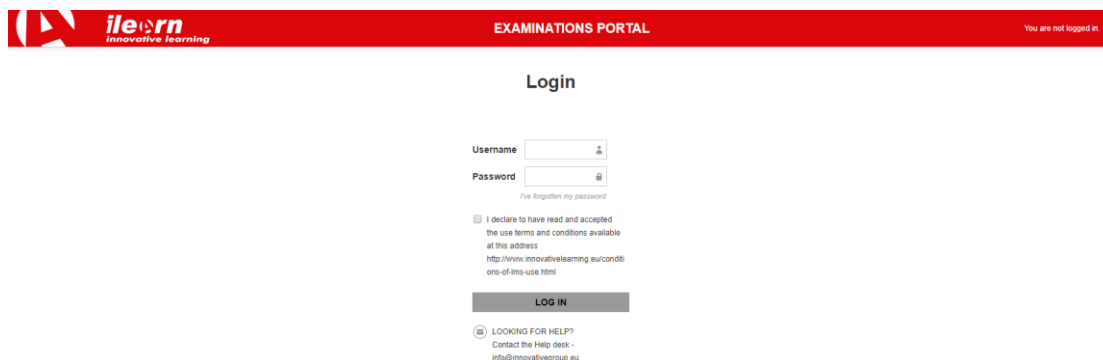 ilearn
innovative learning
EXAMINATIONS PORTAL
You are not logged in.
Login
Username
Password
I've forgotten my password
I declare to have read and accepted
the use terms and conditions available
at this address
http://www.innovativelearning.eu/conditi
ons-of-lms-use.html
LOG IN
LOOKING FOR HELP?
Contact the Help desk -
info@innovativegroup.eu